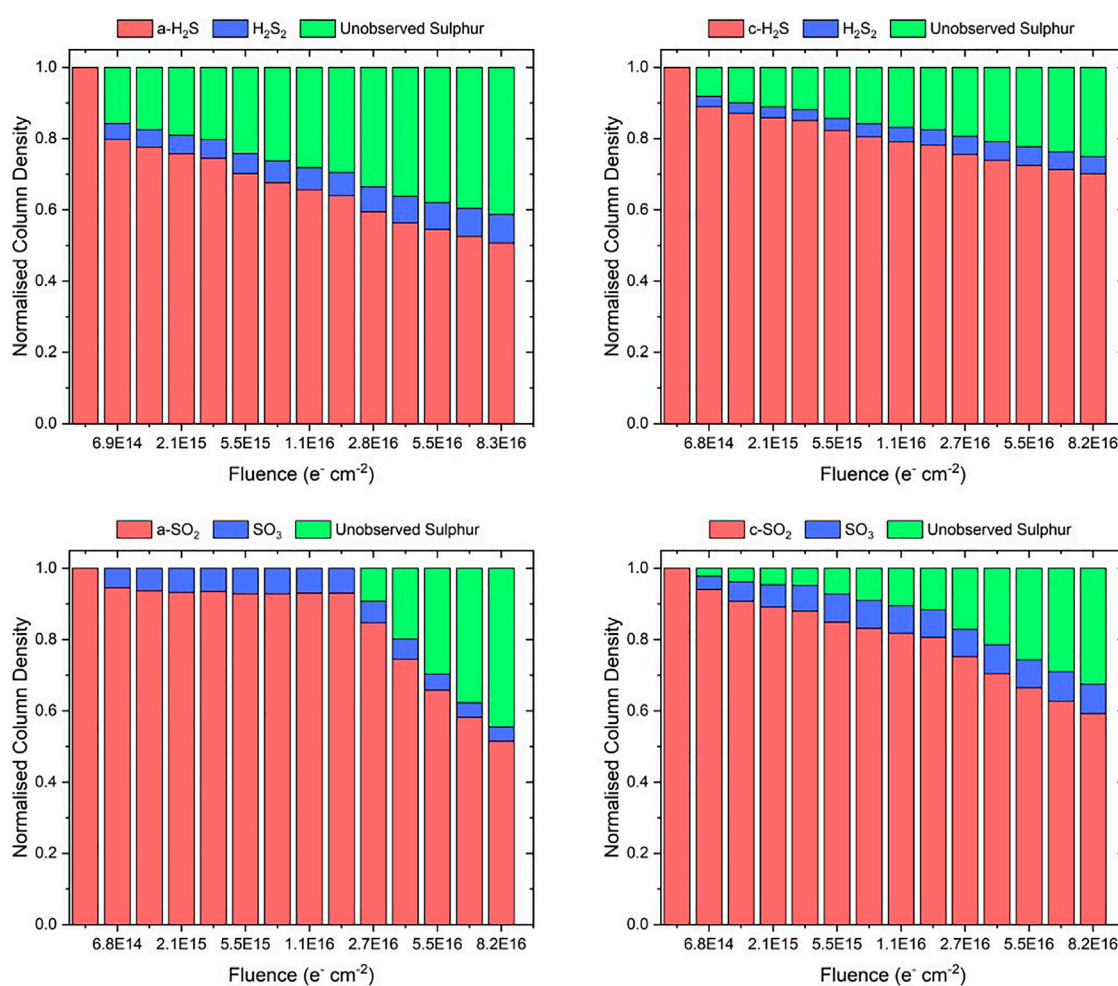 a-H₂S H₂S₂ Unobserved Sulphur
Normalised Column Density
1.0
0.8
0.6
0.4
0.2
0.0
6.9E14 2.1E15 5.5E15 1.1E16 2.8E16 5.5E16 8.3E16
Fluence (e⁻ cm⁻²)
c-H₂S H₂S₂ Unobserved Sulphur
Normalised Column Density
1.0
0.8
0.6
0.4
0.2
0.0
6.8E14 2.1E15 5.5E15 1.1E16 2.7E16 5.5E16 8.2E16
Fluence (e⁻ cm⁻²)
a-SO₂ SO₃ Unobserved Sulphur
Normalised Column Density
1.0
0.8
0.6
0.4
0.2
0.0
6.8E14 2.1E15 5.5E15 1.1E16 2.7E16 5.5E16 8.2E16
Fluence (e⁻ cm⁻²)
c-SO₂ SO₃ Unobserved Sulphur
Normalised Column Density
1.0
0.8
0.6
0.4
0.2
0.0
6.8E14 2.1E15 5.5E15 1.1E16 2.7E16 5.5E16 8.2E16
Fluence (e⁻ cm⁻²)